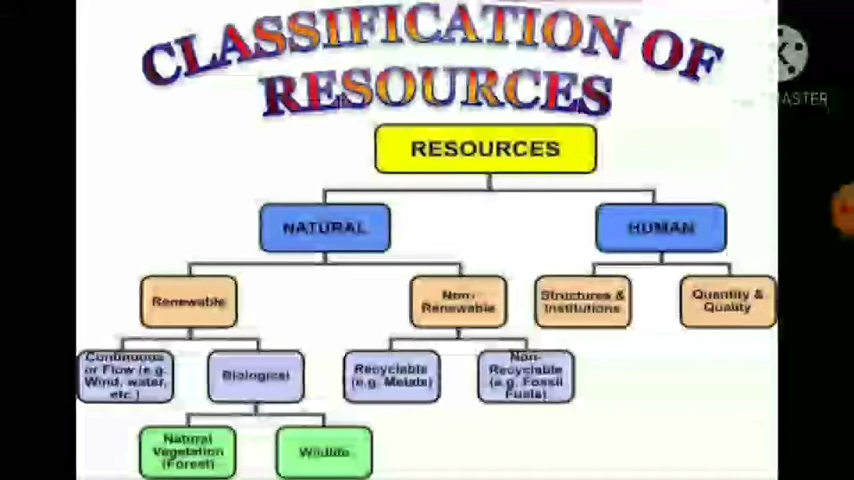 CLASSIFICATION OF
RESOURCES
MASTER
RESOURCES
NATURAL
HUMAN
Renewable
Non-
Renewable
Structures &
Institutions
Quantity &
Quality
Continuous
or Flow (e.g.
Wind, water,
etc.)
Biological
Recyclable
(e.g. Metals)
Non-
Recyclable
(e.g. Fossil
Fuels)
Natural
Vegetation
(Forest)
Wildlife